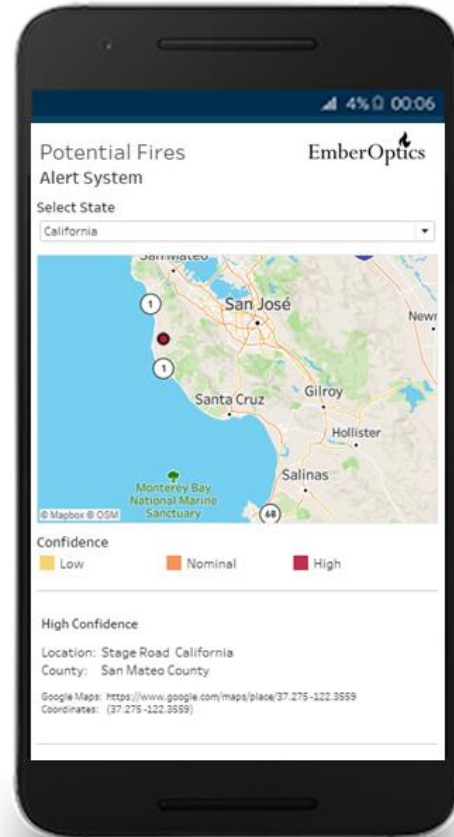 4% 00:06
Potential Fires
EmberOptics
Alert System
Select State
California
San Mateo
1
San José
Newr
1
Santa Cruz
Gilroy
Hollister
Salinas
Monterey Bay
National Marine
Sanctuary
68
© Mapbox © OSM
Confidence
Low Nominal High
High Confidence
Location: Stage Road California
County: San Mateo County
Google Maps: https://www.google.com/maps/place/37.275-122.3559
Coordinates: (37.275-122.3559)